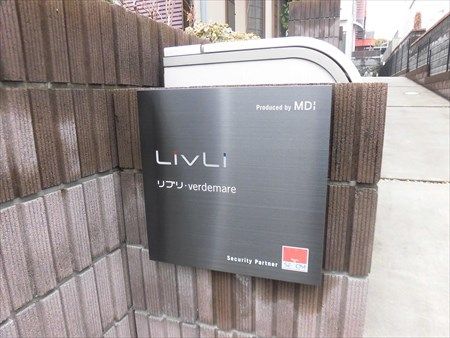 Produced by MDi
LivLi
リブリ・verdemare
Security Partner